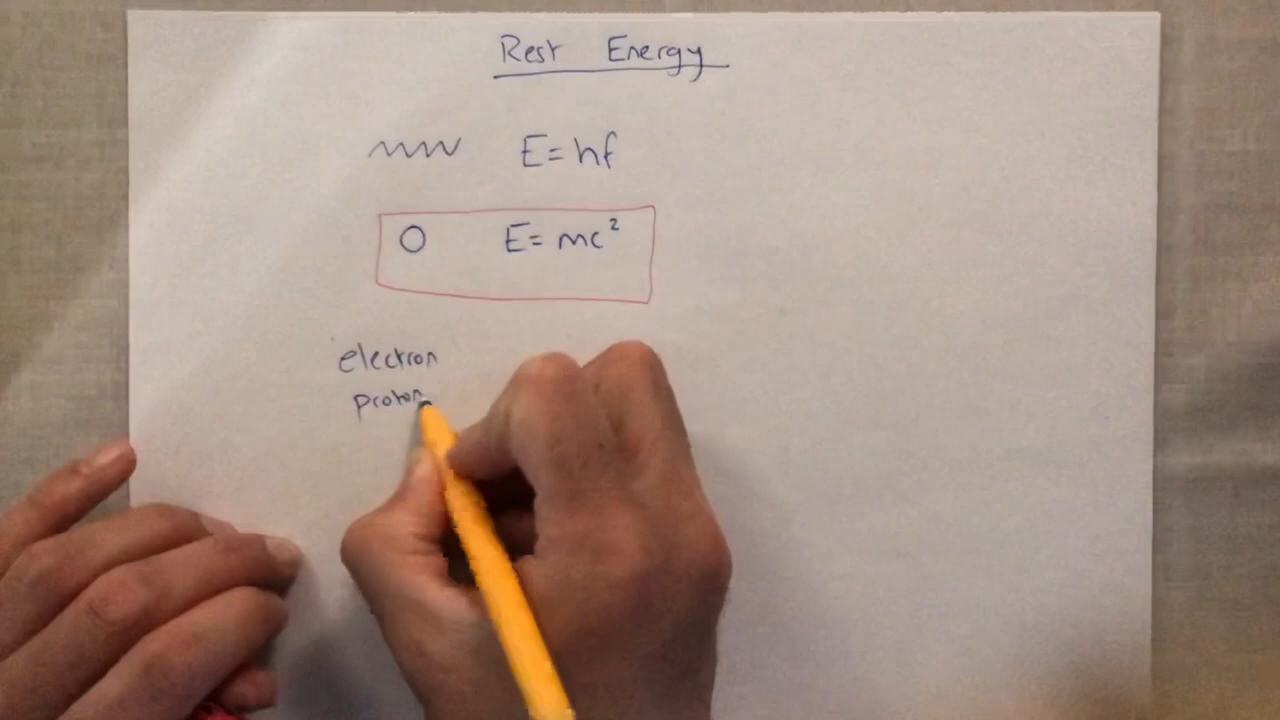 Rest Energy
E=hf
E=mc²
electron
proton